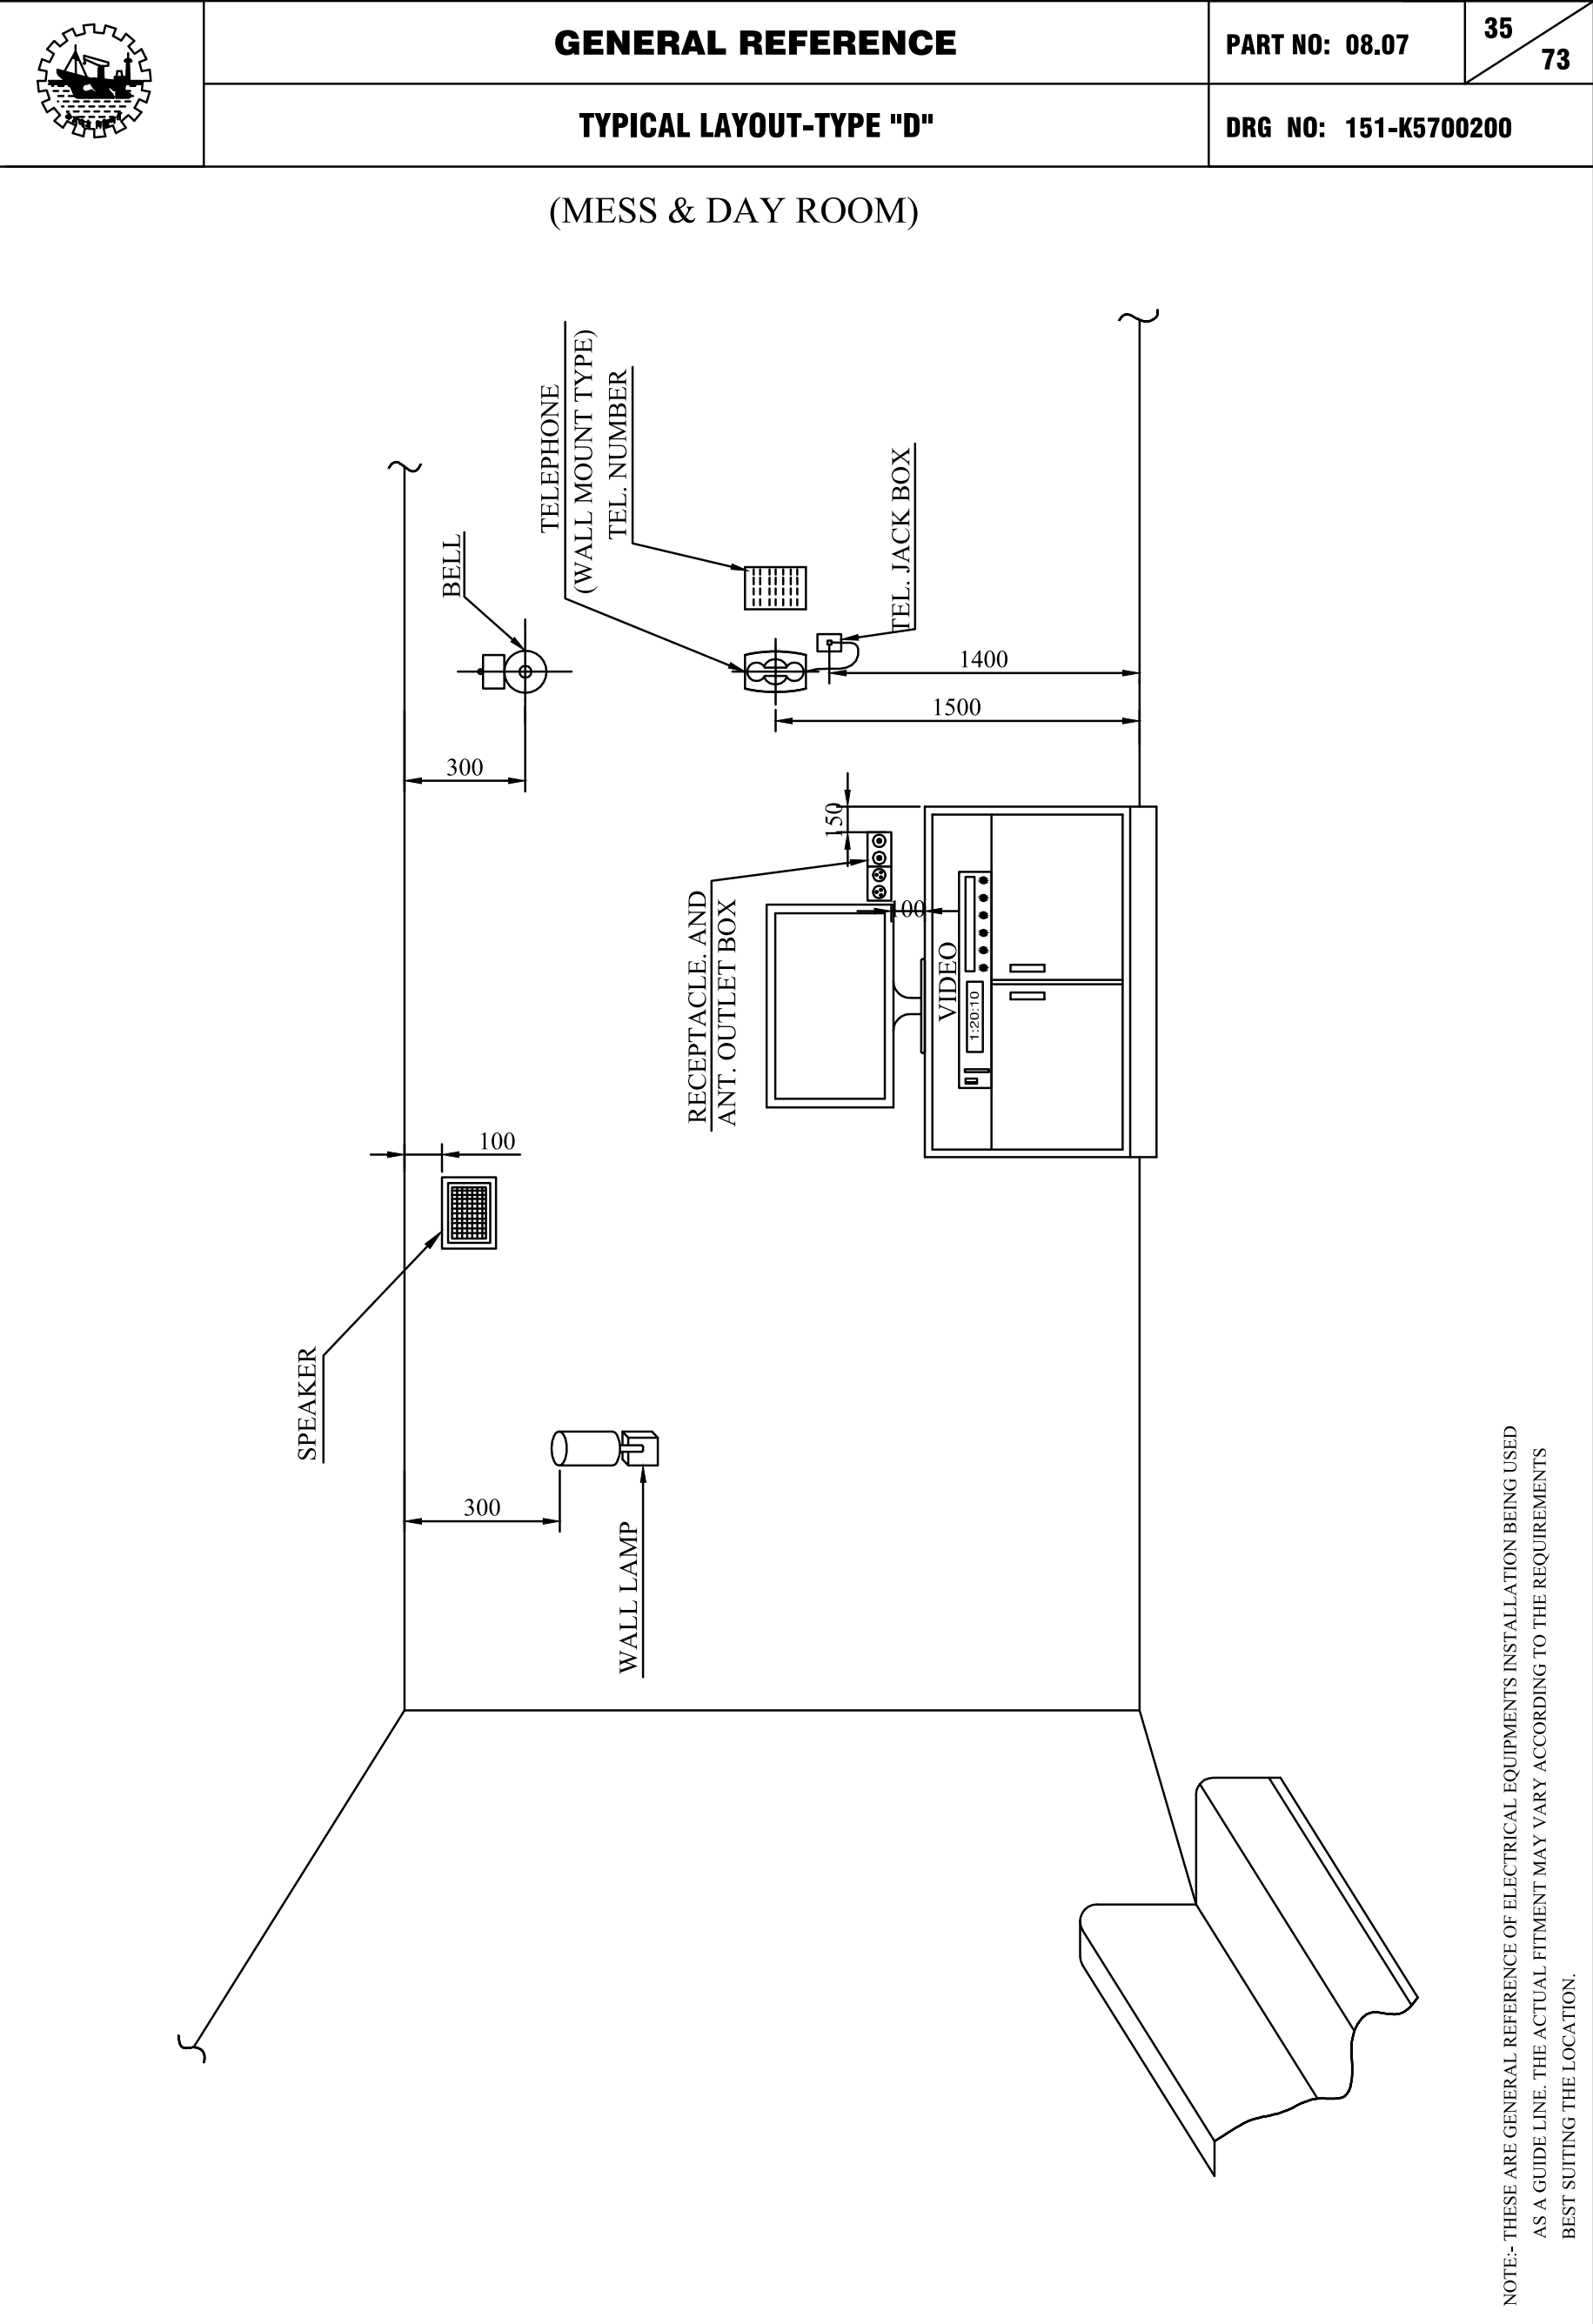 GENERAL REFERENCE
PART NO: 08.07
35
73
TYPICAL LAYOUT-TYPE "D"
DRG NO: 151-K5700200
(MESS & DAY ROOM)
TELEPHONE
(WALL MOUNT TYPE)
TEL. NUMBER
TEL. JACK BOX
BELL
1400
1500
300
150
RECEPTACLE. AND
ANT. OUTLET BOX
100
VIDEO
1:20:10
100
SPEAKER
300
WALL LAMP
NOTE:- THESE ARE GENERAL REFERENCE OF ELECTRICAL EQUIPMENTS INSTALLATION BEING USED
AS A GUIDE LINE. THE ACTUAL FITMENT MAY VARY ACCORDING TO THE REQUIREMENTS
BEST SUITING THE LOCATION.